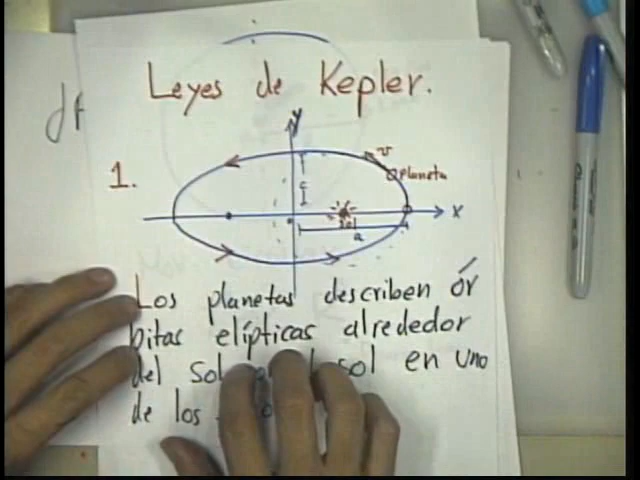 Leyes de Kepler.
y
v
planeta
1.
x
sol
a
Los planetas describen ór
bitas elípticas alrededor
del sol sol en uno
de los